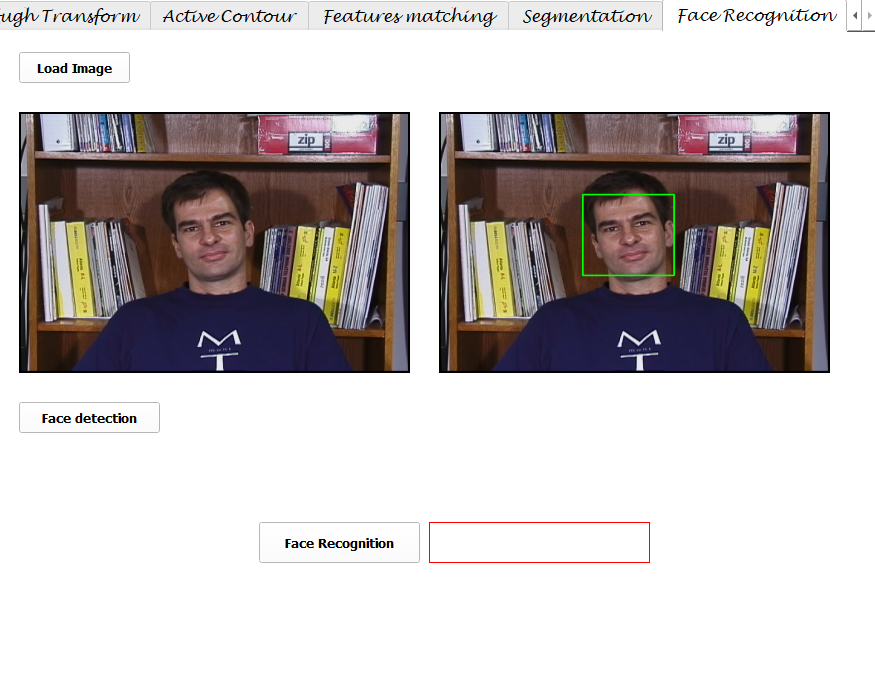 ugh Transform
Active Contour
Features matching
Segmentation
Face Recognition
Load Image
zip
zip
M
T
M
T
Face detection
Face Recognition